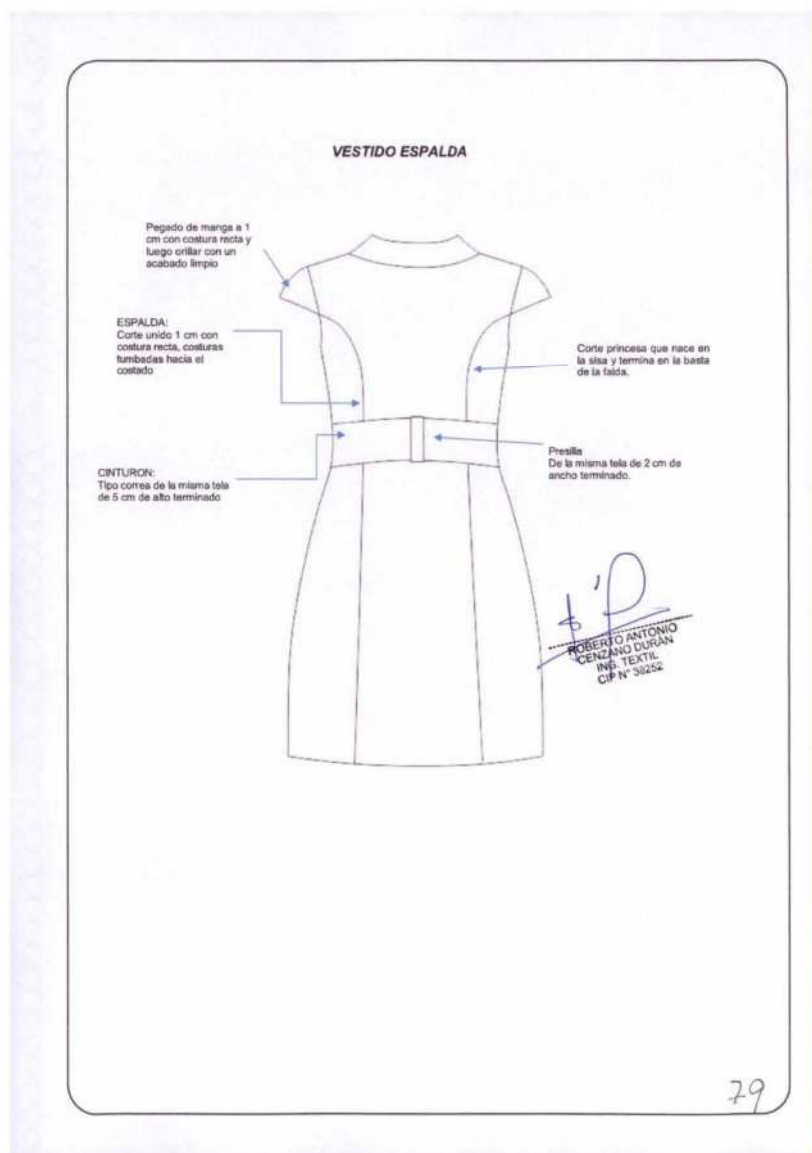 VESTIDO ESPALDA
Pegado de manga a 1
cm con costura recta y
luego orillar con un
acabado limpio
ESPALDA:
Corte unido 1 cm con
costura recta, costuras
tumbadas hacia el
costado
Corte princesa que nace en
la sisa y termina en la basta
de la falda.
Presilla
De la misma tela de 2 cm de
ancho terminado.
CINTURON:
Tipo correa de la misma tela
de 5 cm de alto terminado
ROBERTO ANTONIO
CENZANO DURAN
ING. TEXTIL
CIP N° 38252
79